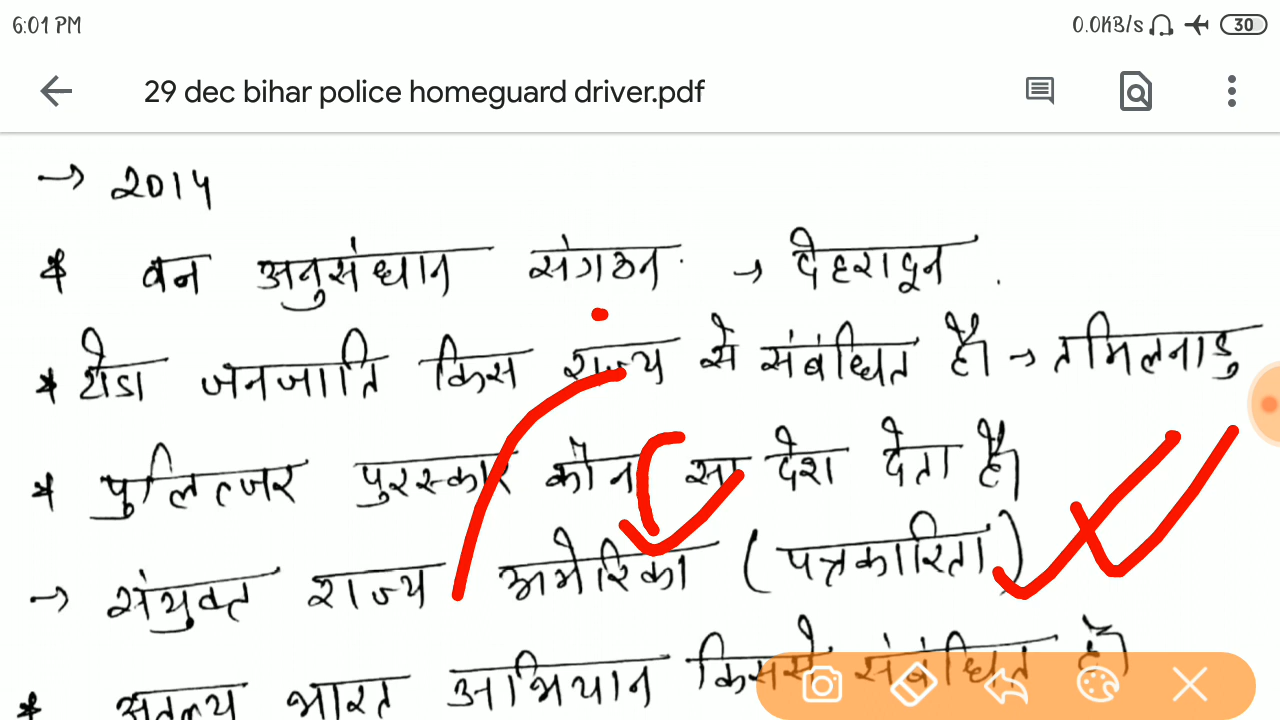 6:01 PM 0.0KB/s 30
29 dec bihar police homeguard driver.pdf
→ 2014
* वन अनुसंधान संगठन → देहरादून .
* टोडा जनजाति किस राज्य से संबंधित है। → तमिलनाडु
* पुलित्जर पुरस्कार कौन सा देश देता है।
→ संयुक्त राज्य अमेरिका (पत्रकारिता)
* भारत अभियान किससे संबंधित है।